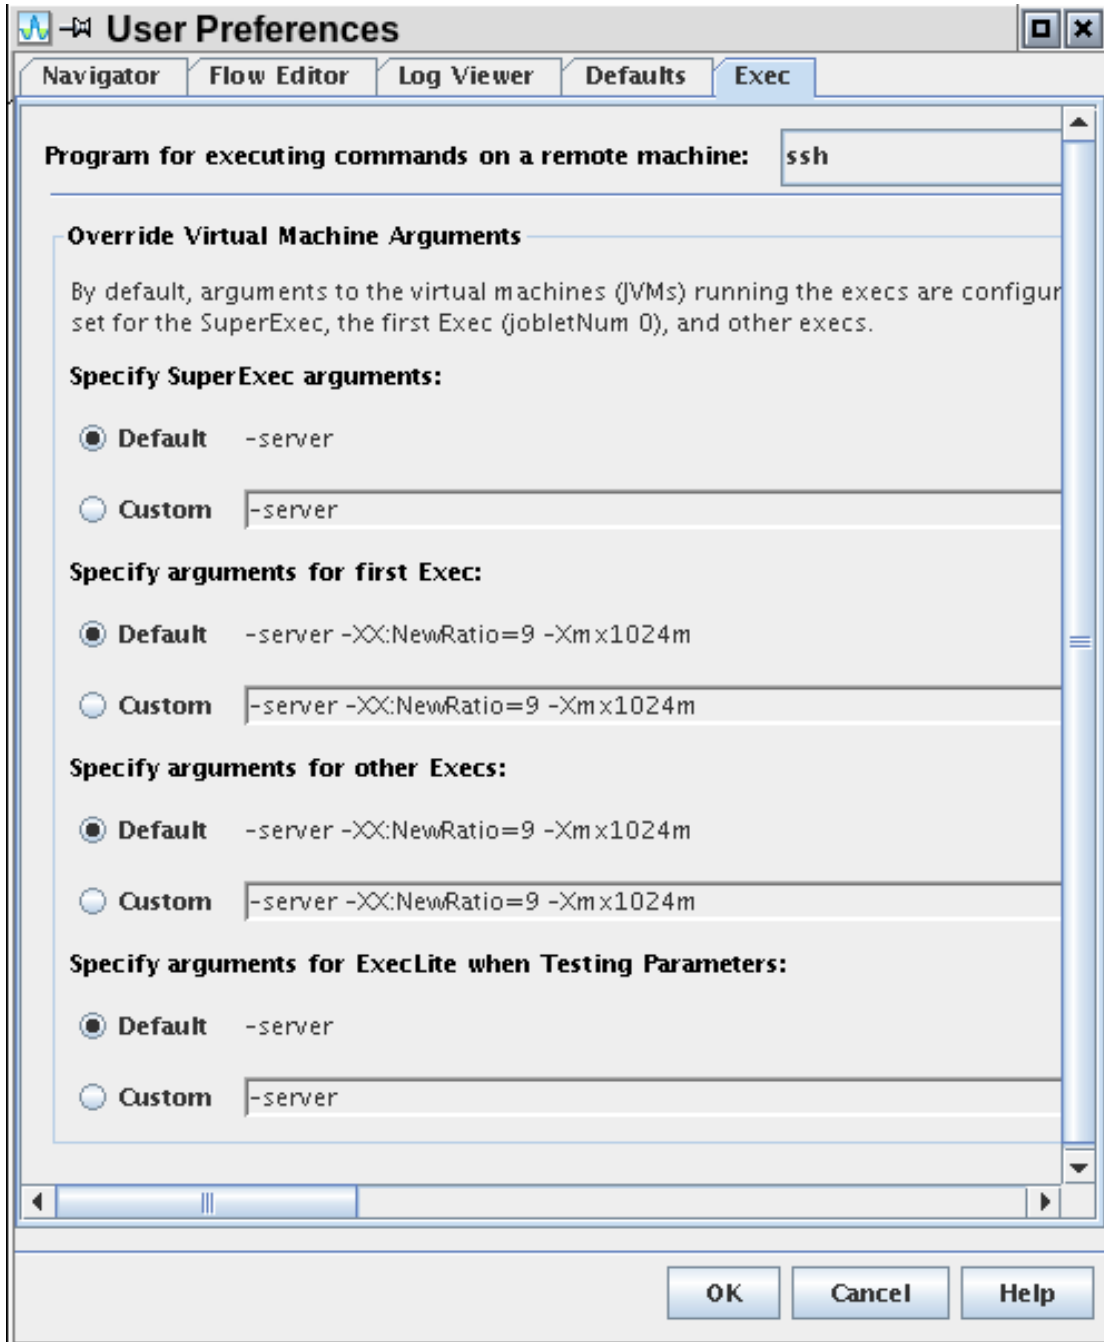 User Preferences
Navigator Flow Editor Log Viewer Defaults Exec
Program for executing commands on a remote machine: ssh
Override Virtual Machine Arguments
By default, arguments to the virtual machines (JVMs) running the execs are configur
set for the SuperExec, the first Exec (jobletNum 0), and other execs.
Specify SuperExec arguments:
Default -server
Custom -server
Specify arguments for first Exec:
Default -server -XX:NewRatio=9 -Xmx1024m
Custom -server -XX:NewRatio=9 -Xmx1024m
Specify arguments for other Execs:
Default -server -XX:NewRatio=9 -Xmx1024m
Custom -server -XX:NewRatio=9 -Xmx1024m
Specify arguments for ExecLite when Testing Parameters:
Default -server
Custom -server
OK Cancel Help